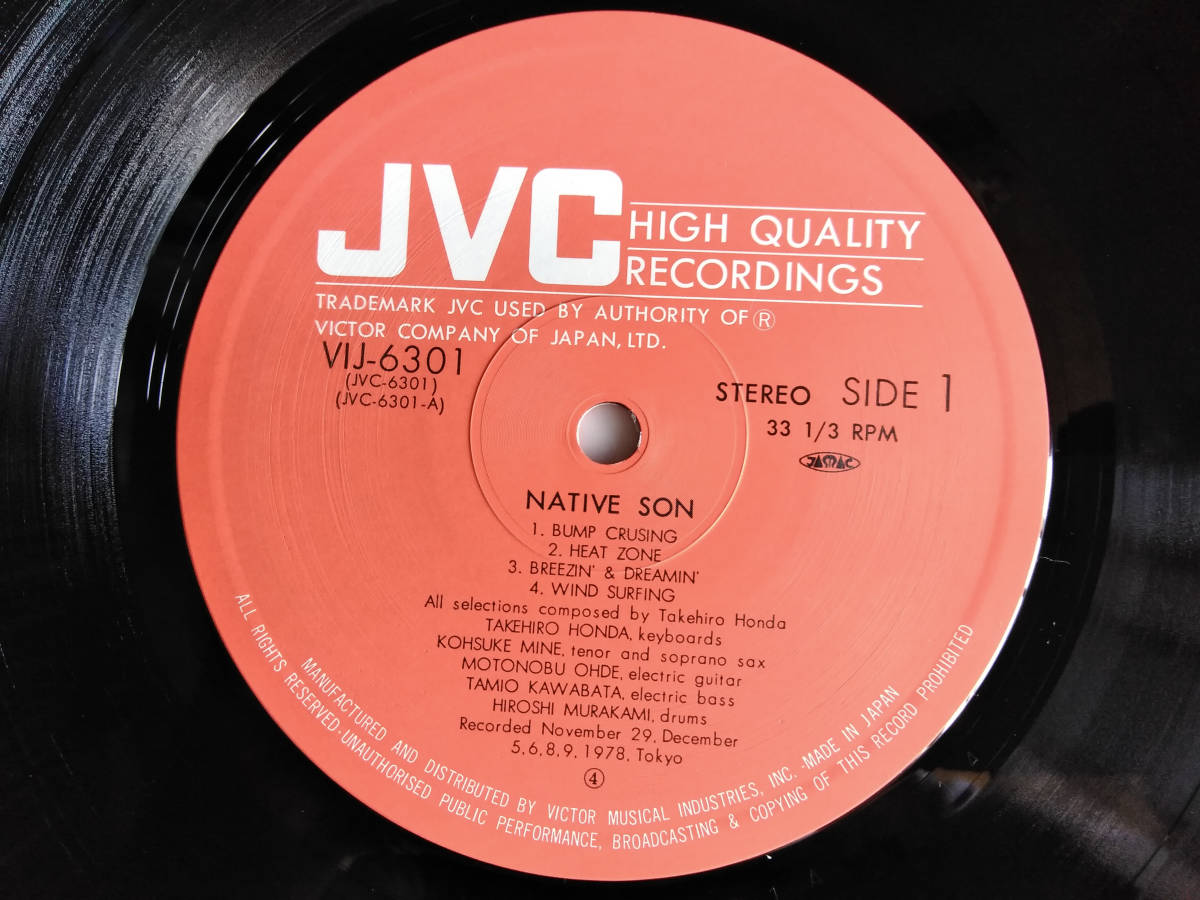 JVC
HIGH QUALITY
RECORDINGS
TRADEMARK JVC USED BY AUTHORITY OF ®
VICTOR COMPANY OF JAPAN, LTD.
VIJ-6301
(JVC-6301)
(JVC-6301-A)
STEREO SIDE 1
33 1/3 RPM
JASRAC
NATIVE SON
1. BUMP CRUSING
2. HEAT ZONE
3. BREEZIN' & DREAMIN'
4. WIND SURFING
All selections composed by Takehiro Honda
TAKEHIRO HONDA, keyboards
KOHSUKE MINE, tenor and soprano sax
MOTONOBU OHDE, electric guitar
TAMIO KAWABATA, electric bass
HIROSHI MURAKAMI, drums
Recorded November 29, December
5,6,8,9, 1978, Tokyo
④
MANUFACTURED AND DISTRIBUTED BY VICTOR MUSICAL INDUSTRIES, INC.-MADE IN JAPAN
ALL RIGHTS RESERVED-UNAUTHORISED PUBLIC PERFORMANCE, BROADCASTING & COPYING OF THIS RECORD PROHIBITED